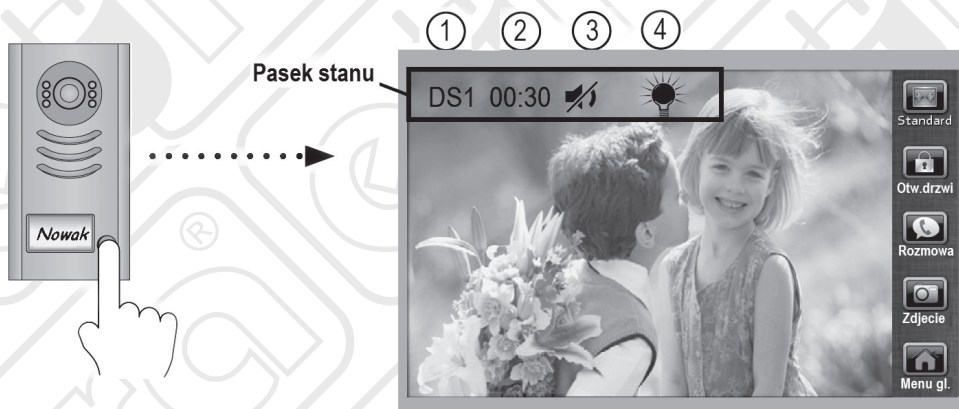 1 2 3 4
Pasek stanu
DS1 00:30
Standard
Otw.drzwi
Nowak
Rozmowa
Zdjecie
Menu gl.